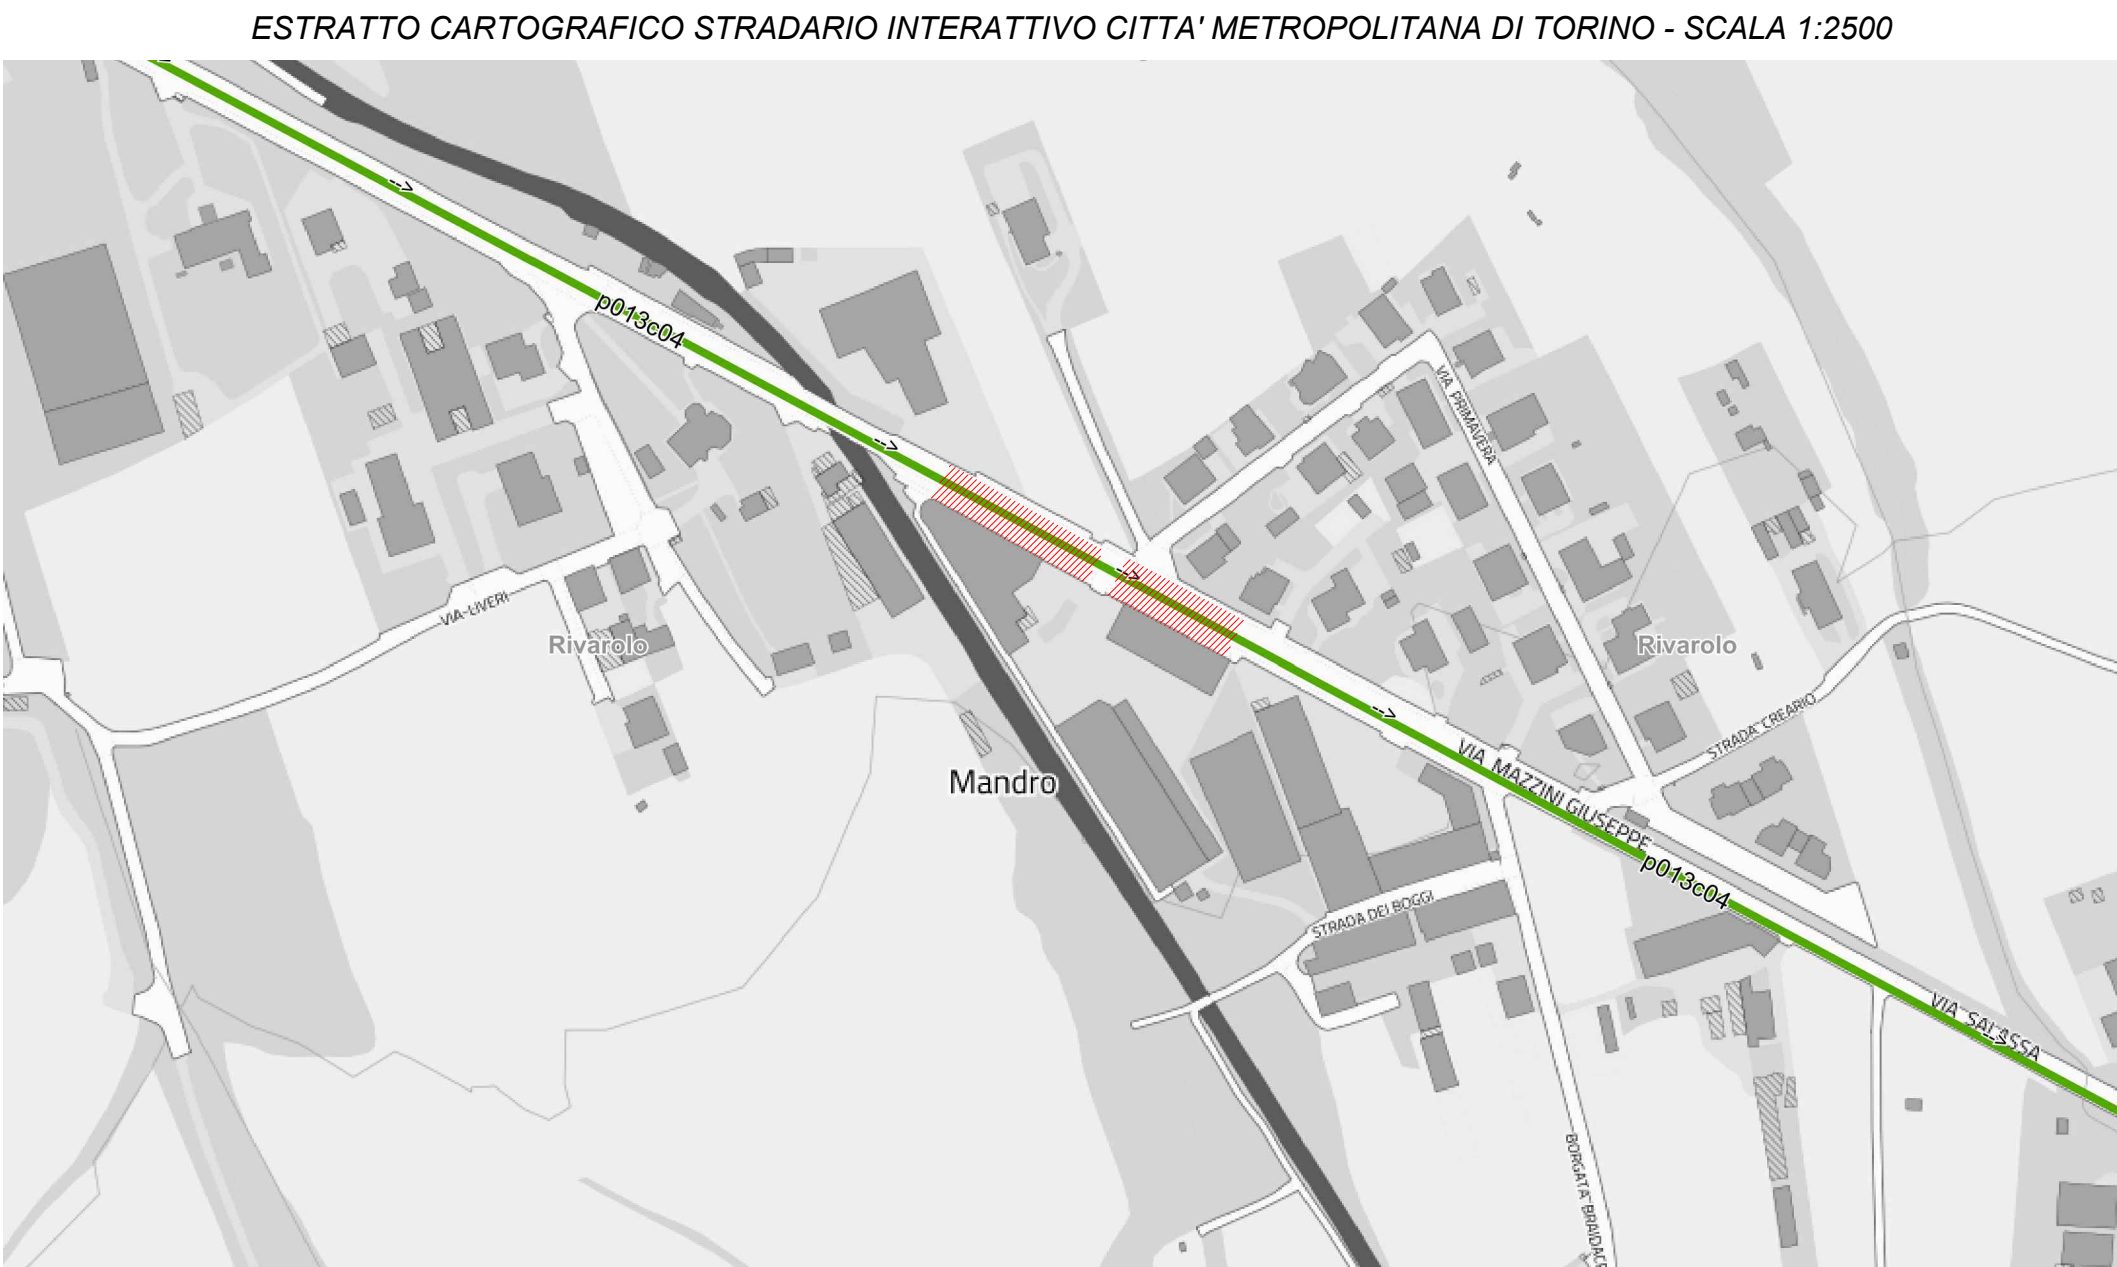 ESTRATTO CARTOGRAFICO STRADARIO INTERATTIVO CITTA' METROPOLITANA DI TORINO - SCALA 1:2500
-->
p013c04
VIA PRIMAVERA
-->
-->
VIA LIVERI
Rivarolo
Rivarolo
-->
STRADA CREARIO
Mandro
VIA MAZZINI GIUSEPPE
p013c04
STRADA DEI BOGGI
VIA SALASSA
-->
BORGATA